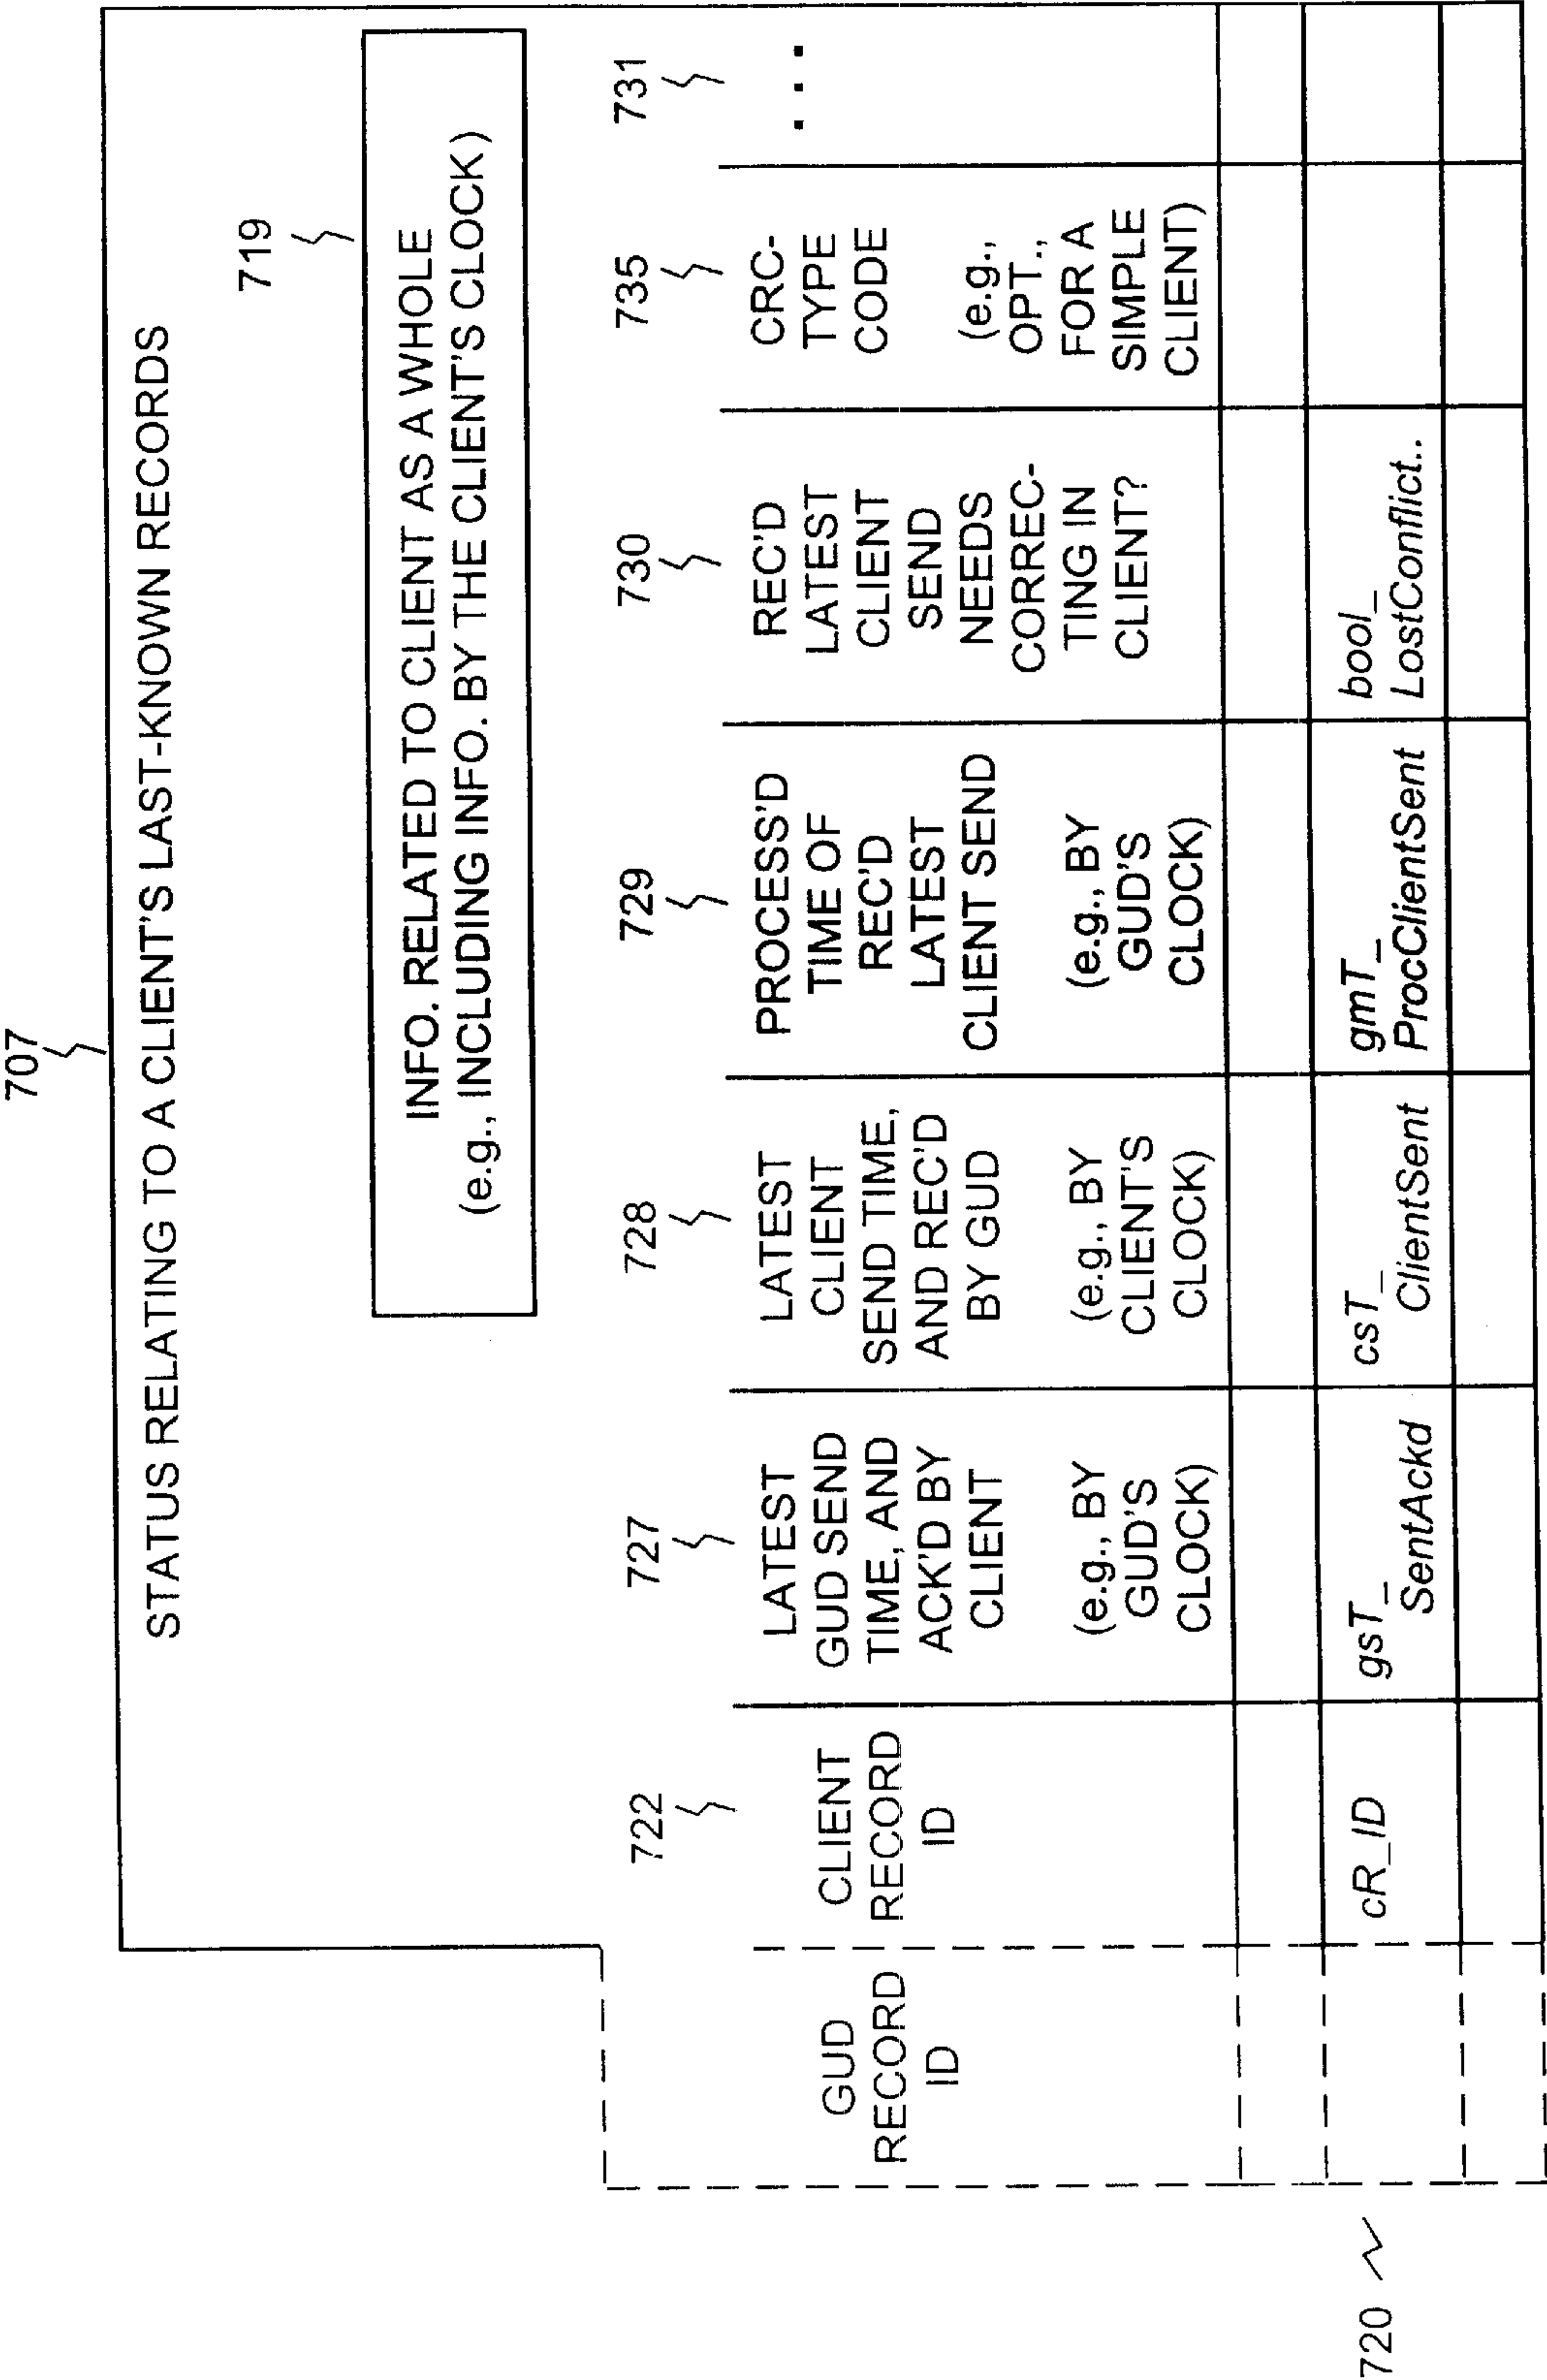 707
STATUS RELATING TO A CLIENT'S LAST-KNOWN RECORDS
719
INFO. RELATED TO CLIENT AS A WHOLE
(e.g., INCLUDING INFO. BY THE CLIENT'S CLOCK)
GUD
RECORD
ID
722
CLIENT
RECORD
ID
727
LATEST
GUD SEND
TIME, AND
ACK'D BY
CLIENT
(e.g., BY
GUD'S
CLOCK)
728
LATEST
CLIENT
SEND TIME,
AND REC'D
BY GUD
(e.g., BY
CLIENT'S
CLOCK)
729
PROCESS'D
TIME OF
REC'D
LATEST
CLIENT SEND
(e.g., BY
GUD'S
CLOCK)
730
REC'D
LATEST
CLIENT
SEND
NEEDS
CORREC-
TING IN
CLIENT?
735
CRC-
TYPE
CODE
(e.g.,
OPT.,
FOR A
SIMPLE
CLIENT)
731
...
720
cR_ID
gsT_
SentAckd
csT_
ClientSent
gmT_
ProcClientSent
bool_
LostConflict..